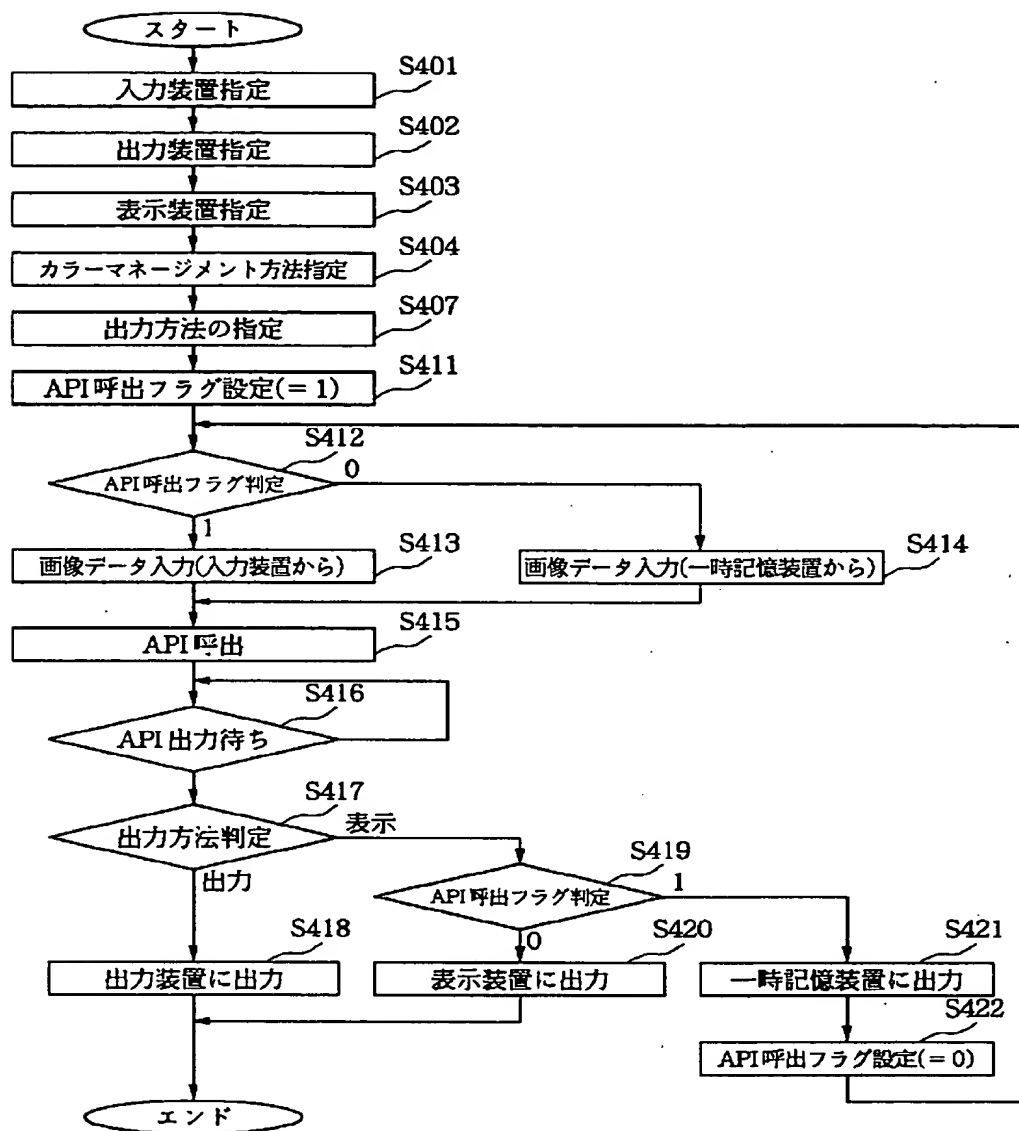 スタート
S401
入力装置指定
S402
出力装置指定
S403
表示装置指定
S404
カラーマネージメント方法指定
S407
出力方法の指定
S411
API呼出フラグ設定(=1)
S412
API呼出フラグ判定
0
1
S413
画像データ入力(入力装置から)
S414
画像データ入力(一時記憶装置から)
S415
API呼出
S416
API出力待ち
S417
出力方法判定
表示
出力
S419
API呼出フラグ判定
1
0
S418
出力装置に出力
S420
表示装置に出力
S421
一時記憶装置に出力
S422
API呼出フラグ設定(=0)
エンド